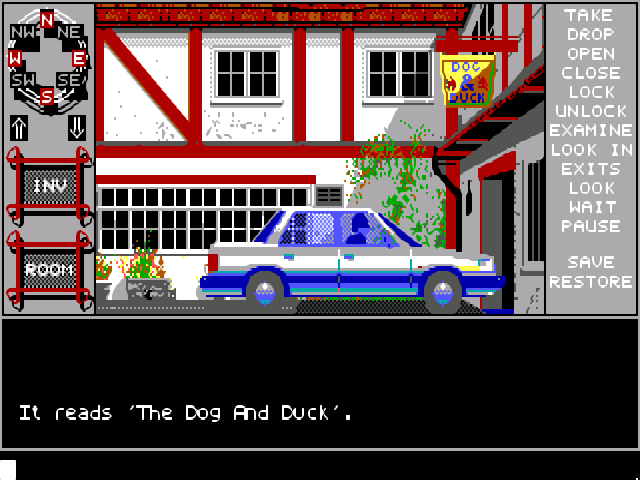 N
NW NE
W E
SW SE
S
INV
ROOM
DOG
&
DUCK
TAKE
DROP
OPEN
CLOSE
LOCK
UNLOCK
EXAMINE
LOOK IN
EXITS
LOOK
WAIT
PAUSE
SAVE
RESTORE
It reads 'The Dog And Duck'.